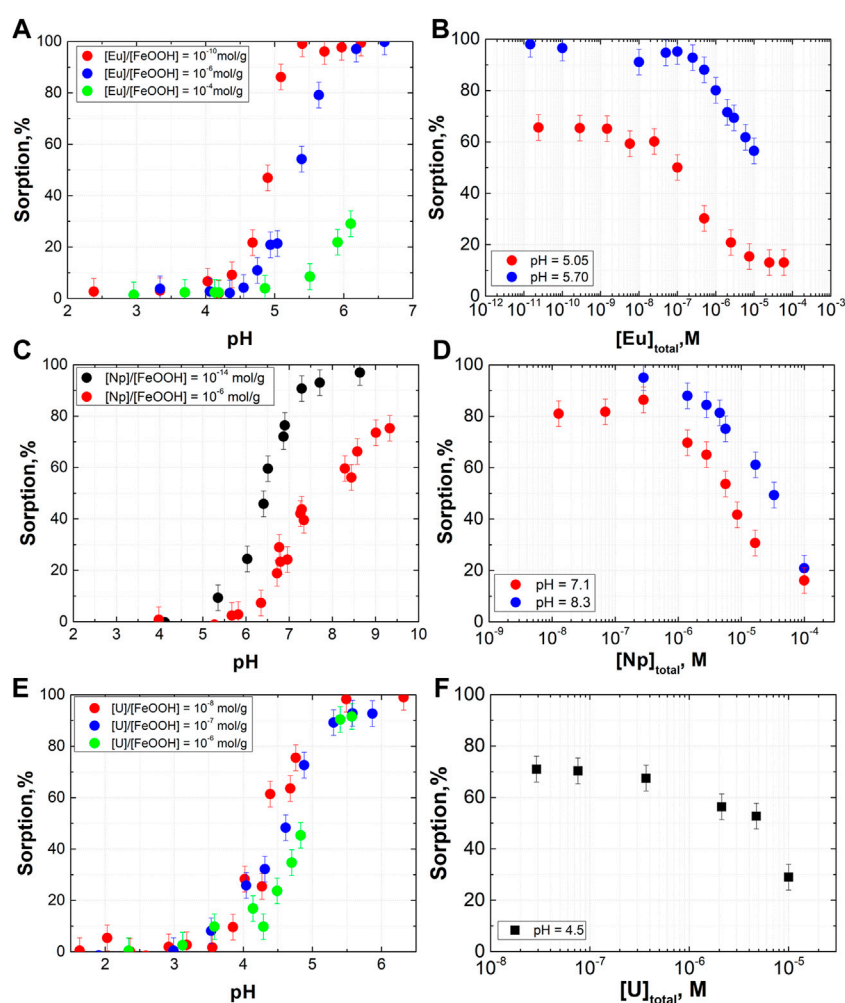 A
[Eu]/[FeOOH] = 10⁻¹⁰ mol/g
[Eu]/[FeOOH] = 10⁻⁶ mol/g
[Eu]/[FeOOH] = 10⁻⁴ mol/g
Sorption,%
100
80
60
40
20
0
2 3 4 5 6 7
pH
B
Sorption,%
100
80
60
40
20
0
pH = 5.05
pH = 5.70
10⁻¹² 10⁻¹¹ 10⁻¹⁰ 10⁻⁹ 10⁻⁸ 10⁻⁷ 10⁻⁶ 10⁻⁵ 10⁻⁴ 10⁻³
[Eu]total,M
C
[Np]/[FeOOH] = 10⁻¹⁴ mol/g
[Np]/[FeOOH] = 10⁻⁶ mol/g
Sorption,%
100
80
60
40
20
0
2 3 4 5 6 7 8 9 10
pH
D
Sorption,%
100
80
60
40
20
0
pH = 7.1
pH = 8.3
10⁻⁹ 10⁻⁸ 10⁻⁷ 10⁻⁶ 10⁻⁵ 10⁻⁴
[Np]total, M
E
[U]/[FeOOH] = 10⁻⁸ mol/g
[U]/[FeOOH] = 10⁻⁷ mol/g
[U]/[FeOOH] = 10⁻⁶ mol/g
Sorption,%
100
80
60
40
20
0
2 3 4 5 6
pH
F
Sorption,%
100
80
60
40
20
0
pH = 4.5
10⁻⁸ 10⁻⁷ 10⁻⁶ 10⁻⁵
[U]total, M